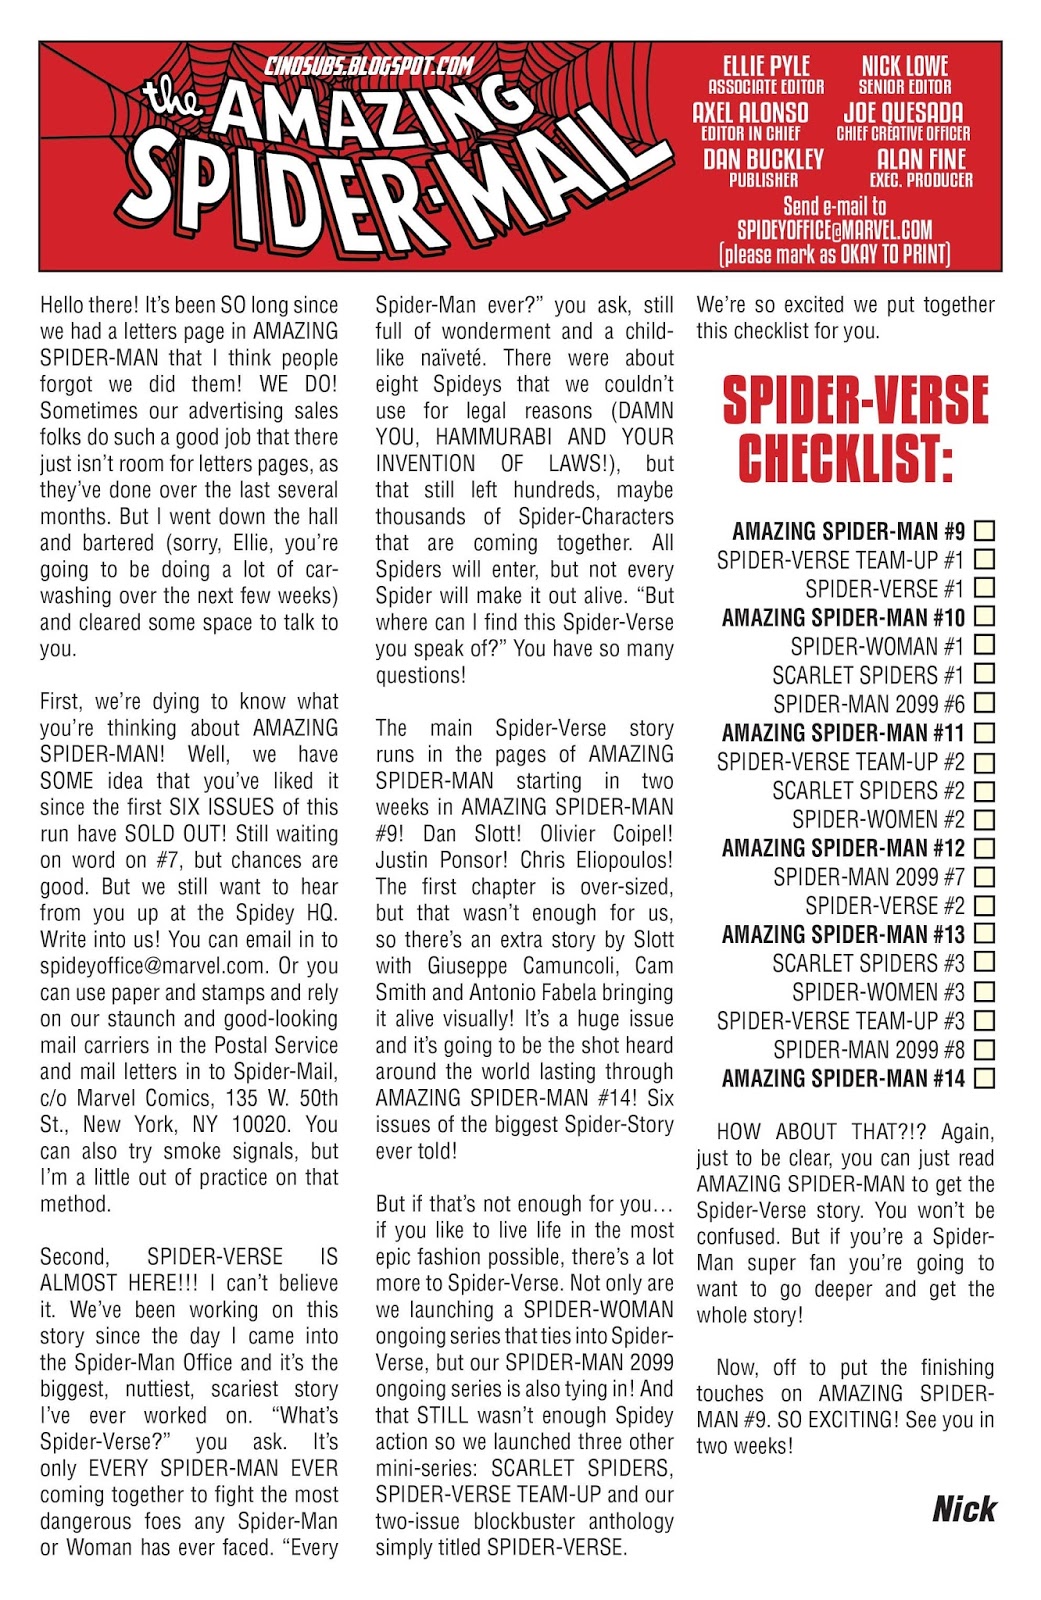 CINOSUBS.BLOGSPOT.COM
the AMAZING
SPIDER-MAIL
ELLIE PYLE
ASSOCIATE EDITOR
NICK LOWE
SENIOR EDITOR
AXEL ALONSO
EDITOR IN CHIEF
JOE QUESADA
CHIEF CREATIVE OFFICER
DAN BUCKLEY
PUBLISHER
ALAN FINE
EXEC. PRODUCER
Send e-mail to
SPIDEYOFFICE@MARVEL.COM
(please mark as OKAY TO PRINT)
Hello there! It's been SO long since
we had a letters page in AMAZING
SPIDER-MAN that I think people
forgot we did them! WE DO!
Sometimes our advertising sales
folks do such a good job that there
just isn't room for letters pages, as
they've done over the last several
months. But I went down the hall
and bartered (sorry, Ellie, you're
going to be doing a lot of car-
washing over the next few weeks)
and cleared some space to talk to
you.
First, we're dying to know what
you're thinking about AMAZING
SPIDER-MAN! Well, we have
SOME idea that you've liked it
since the first SIX ISSUES of this
run have SOLD OUT! Still waiting
on word on #7, but chances are
good. But we still want to hear
from you up at the Spidey HQ.
Write into us! You can email in to
spideyoffice@marvel.com. Or you
can use paper and stamps and rely
on our staunch and good-looking
mail carriers in the Postal Service
and mail letters in to Spider-Mail,
c/o Marvel Comics, 135 W. 50th
St., New York, NY 10020. You
can also try smoke signals, but
I'm a little out of practice on that
method.
Second, SPIDER-VERSE IS
ALMOST HERE!!! I can't believe
it. We've been working on this
story since the day I came into
the Spider-Man Office and it's the
biggest, nuttiest, scariest story
I've ever worked on. "What's
Spider-Verse?" you ask. It's
only EVERY SPIDER-MAN EVER
coming together to fight the most
dangerous foes any Spider-Man
or Woman has ever faced. "Every
Spider-Man ever?" you ask, still
full of wonderment and a child-
like naïveté. There were about
eight Spideys that we couldn't
use for legal reasons (DAMN
YOU, HAMMURABI AND YOUR
INVENTION OF LAWS!), but
that still left hundreds, maybe
thousands of Spider-Characters
that are coming together. All
Spiders will enter, but not every
Spider will make it out alive. "But
where can I find this Spider-Verse
you speak of?" You have so many
questions!
The main Spider-Verse story
runs in the pages of AMAZING
SPIDER-MAN starting in two
weeks in AMAZING SPIDER-MAN
#9! Dan Slott! Olivier Coipel!
Justin Ponsor! Chris Eliopoulos!
The first chapter is over-sized,
but that wasn't enough for us,
so there's an extra story by Slott
with Giuseppe Camuncoli, Cam
Smith and Antonio Fabela bringing
it alive visually! It's a huge issue
and it's going to be the shot heard
around the world lasting through
AMAZING SPIDER-MAN #14! Six
issues of the biggest Spider-Story
ever told!
But if that's not enough for you…
if you like to live life in the most
epic fashion possible, there's a lot
more to Spider-Verse. Not only are
we launching a SPIDER-WOMAN
ongoing series that ties into Spider-
Verse, but our SPIDER-MAN 2099
ongoing series is also tying in! And
that STILL wasn't enough Spidey
action so we launched three other
mini-series: SCARLET SPIDERS,
SPIDER-VERSE TEAM-UP and our
two-issue blockbuster anthology
simply titled SPIDER-VERSE.
We're so excited we put together
this checklist for you.
SPIDER-VERSE
CHECKLIST:
AMAZING SPIDER-MAN #9
SPIDER-VERSE TEAM-UP #1
SPIDER-VERSE #1
AMAZING SPIDER-MAN #10
SPIDER-WOMAN #1
SCARLET SPIDERS #1
SPIDER-MAN 2099 #6
AMAZING SPIDER-MAN #11
SPIDER-VERSE TEAM-UP #2
SCARLET SPIDERS #2
SPIDER-WOMEN #2
AMAZING SPIDER-MAN #12
SPIDER-MAN 2099 #7
SPIDER-VERSE #2
AMAZING SPIDER-MAN #13
SCARLET SPIDERS #3
SPIDER-WOMEN #3
SPIDER-VERSE TEAM-UP #3
SPIDER-MAN 2099 #8
AMAZING SPIDER-MAN #14
HOW ABOUT THAT?!? Again,
just to be clear, you can just read
AMAZING SPIDER-MAN to get the
Spider-Verse story. You won't be
confused. But if you're a Spider-
Man super fan you're going to
want to go deeper and get the
whole story!
Now, off to put the finishing
touches on AMAZING SPIDER-
MAN #9. SO EXCITING! See you in
two weeks!
Nick